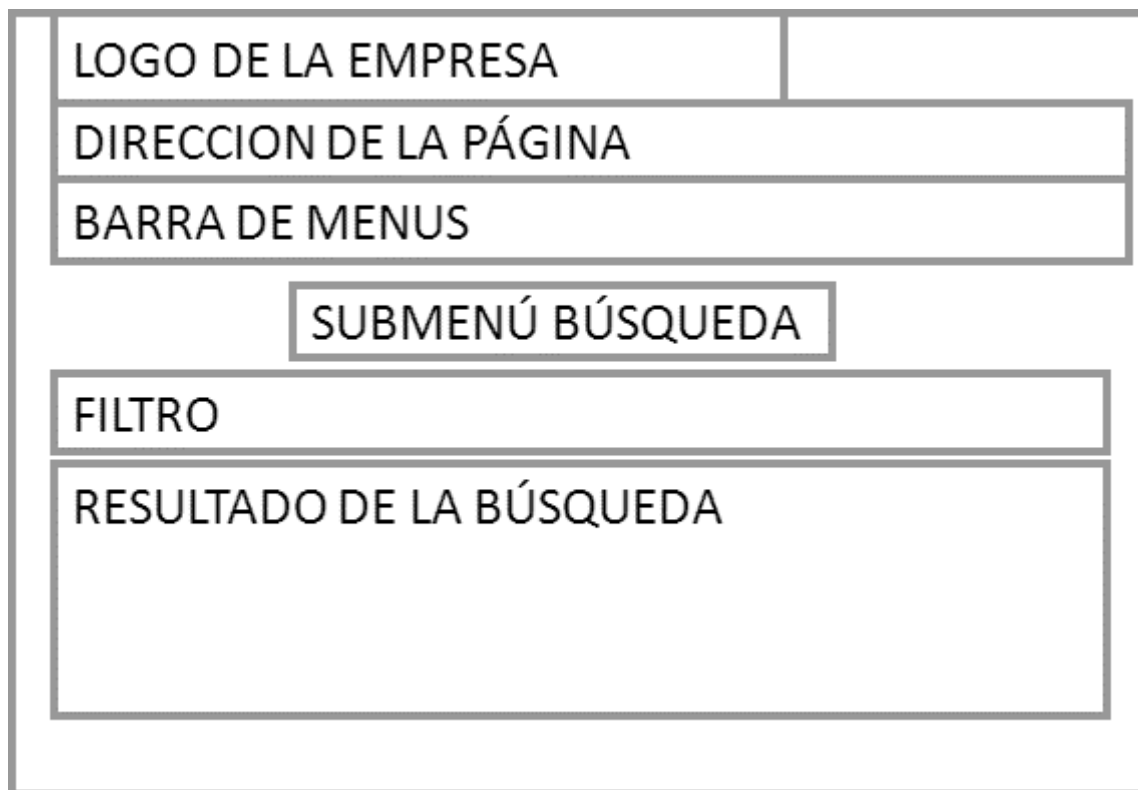 LOGO DE LA EMPRESA
DIRECCION DE LA PÁGINA
BARRA DE MENUS
SUBMENÚ BÚSQUEDA
FILTRO
RESULTADO DE LA BÚSQUEDA